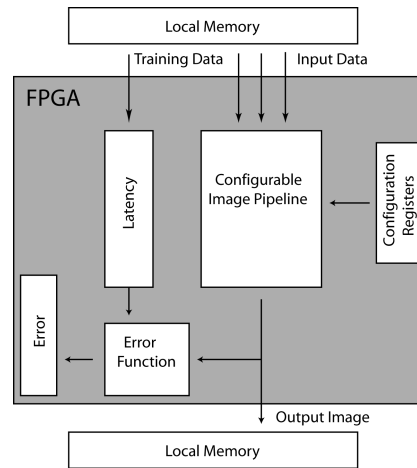 Local Memory
Training Data
Input Data
FPGA
Latency
Configurable
Image Pipeline
Configuration
Registers
Error
Error
Function
Output Image
Local Memory